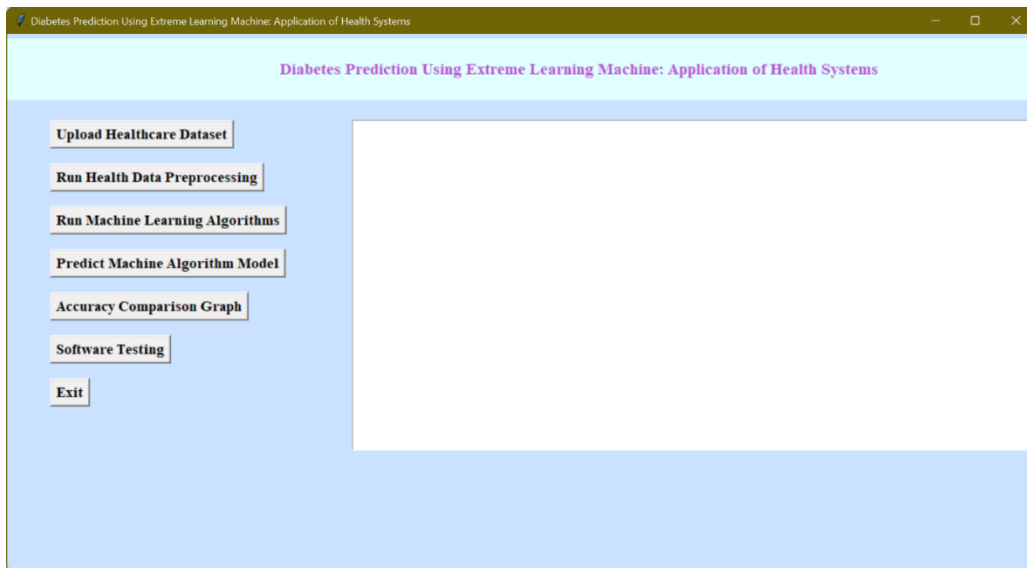 Diabetes Prediction Using Extreme Learning Machine: Application of Health Systems
Diabetes Prediction Using Extreme Learning Machine: Application of Health Systems
Upload Healthcare Dataset
Run Health Data Preprocessing
Run Machine Learning Algorithms
Predict Machine Algorithm Model
Accuracy Comparison Graph
Software Testing
Exit